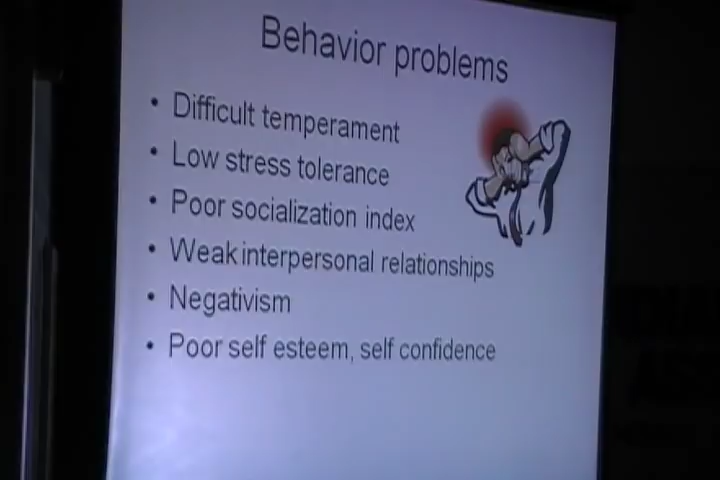 Behavior problems
• Difficult temperament
• Low stress tolerance
• Poor socialization index
• Weak interpersonal relationships
• Negativism
• Poor self esteem, self confidence